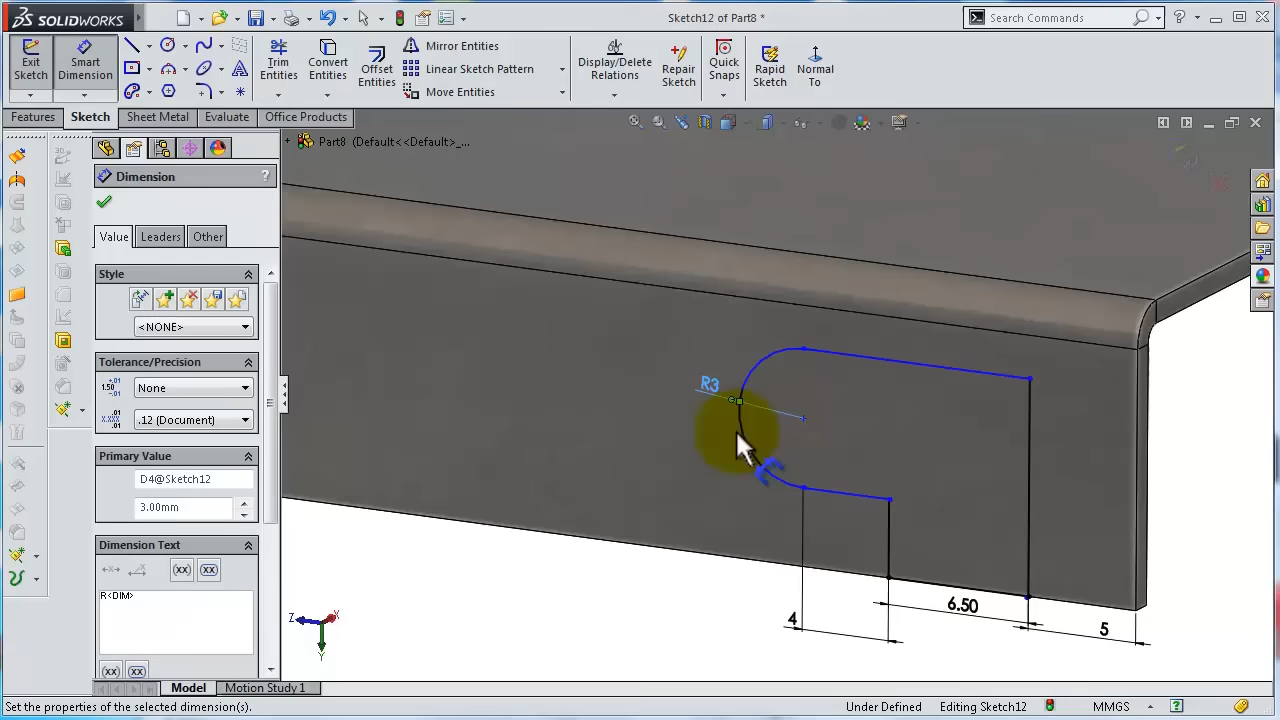 SOLIDWORKS
Sketch12 of Part8 *
Search Commands
Exit Sketch
Smart Dimension
Trim Entities
Convert Entities
Offset Entities
Mirror Entities
Linear Sketch Pattern
Move Entities
Display/Delete Relations
Repair Sketch
Quick Snaps
Rapid Sketch
Normal To
Features
Sketch
Sheet Metal
Evaluate
Office Products
Part8 (Default<<Default>_...
Dimension
?
Value
Leaders
Other
Style
<NONE>
Tolerance/Precision
None
.12 (Document)
Primary Value
D4@Sketch12
3.00mm
Dimension Text
(xx)
(xx)
R<DIM>
(xx)
(xx)
R3
4
6.50
5
Z
X
Y
Model
Motion Study 1
Set the properties of the selected dimension(s).
Under Defined
Editing Sketch12
MMGS